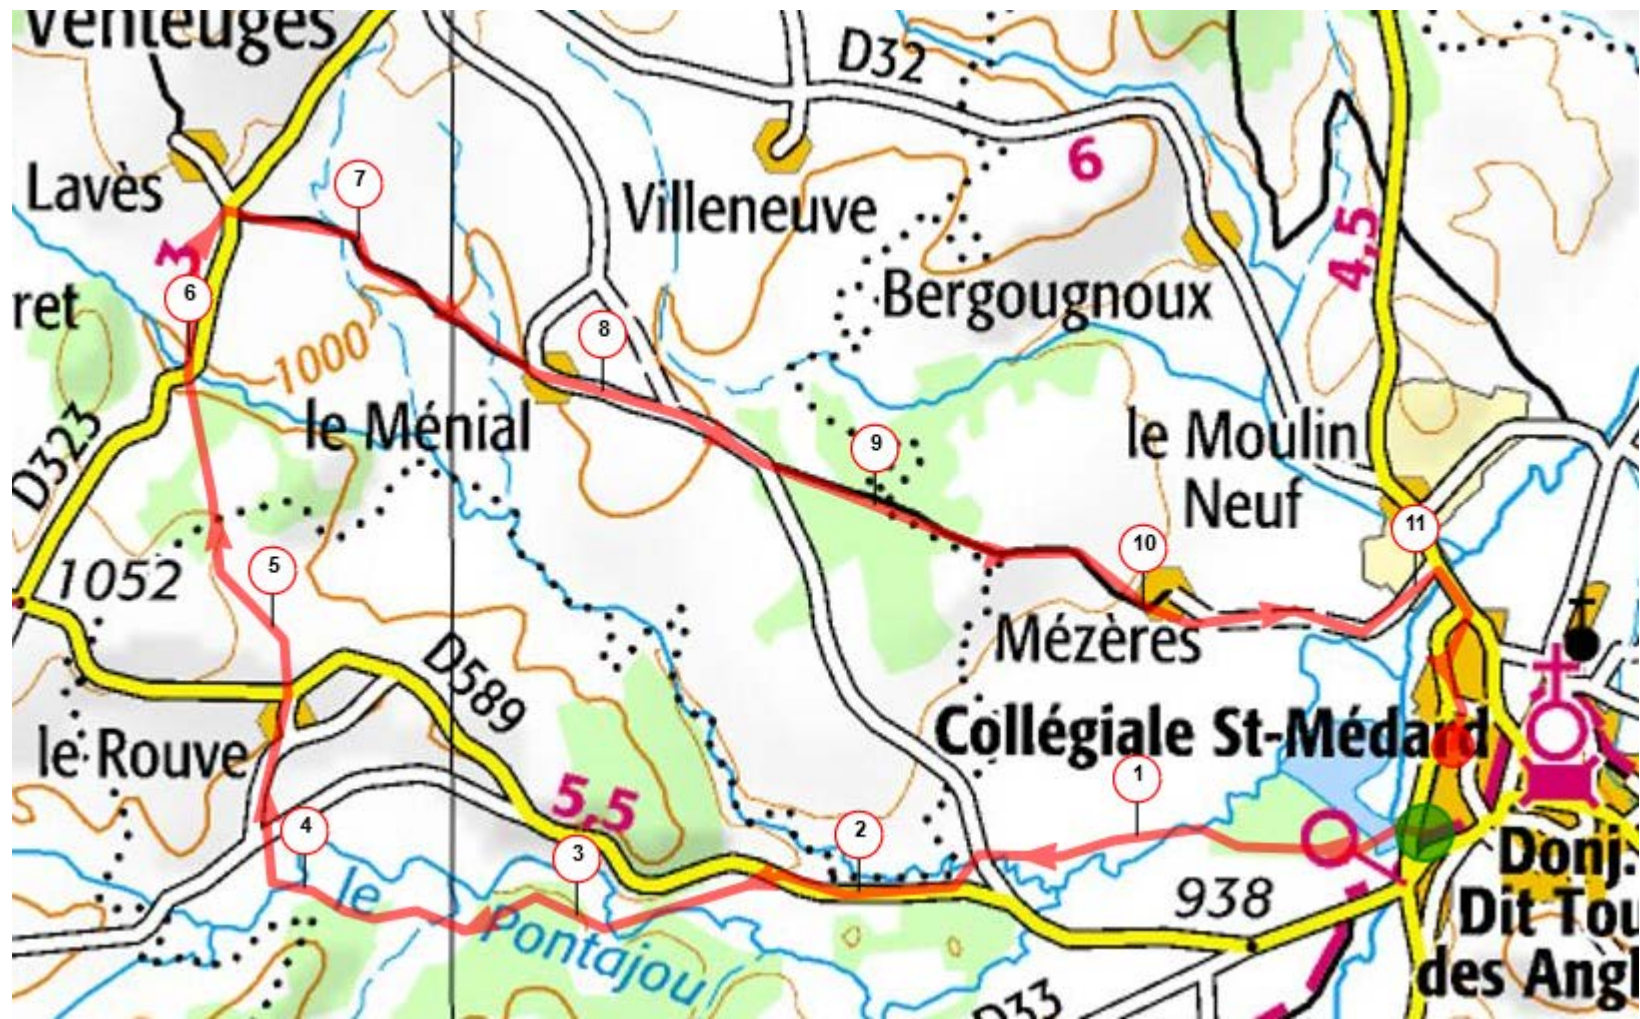 Venteuges
D32
6
Lavès
7
Villeneuve
3
4,5
6
ret
Bergougnoux
8
1000
le Ménial
9
le Moulin
Neuf
D323
11
10
5
1052
Mézères
D589
Collégiale St-Médard
le Rouve
1
5,5
4
2
3
Donj.
938
le
Pontajou
Dit Tou
des Angl
D33